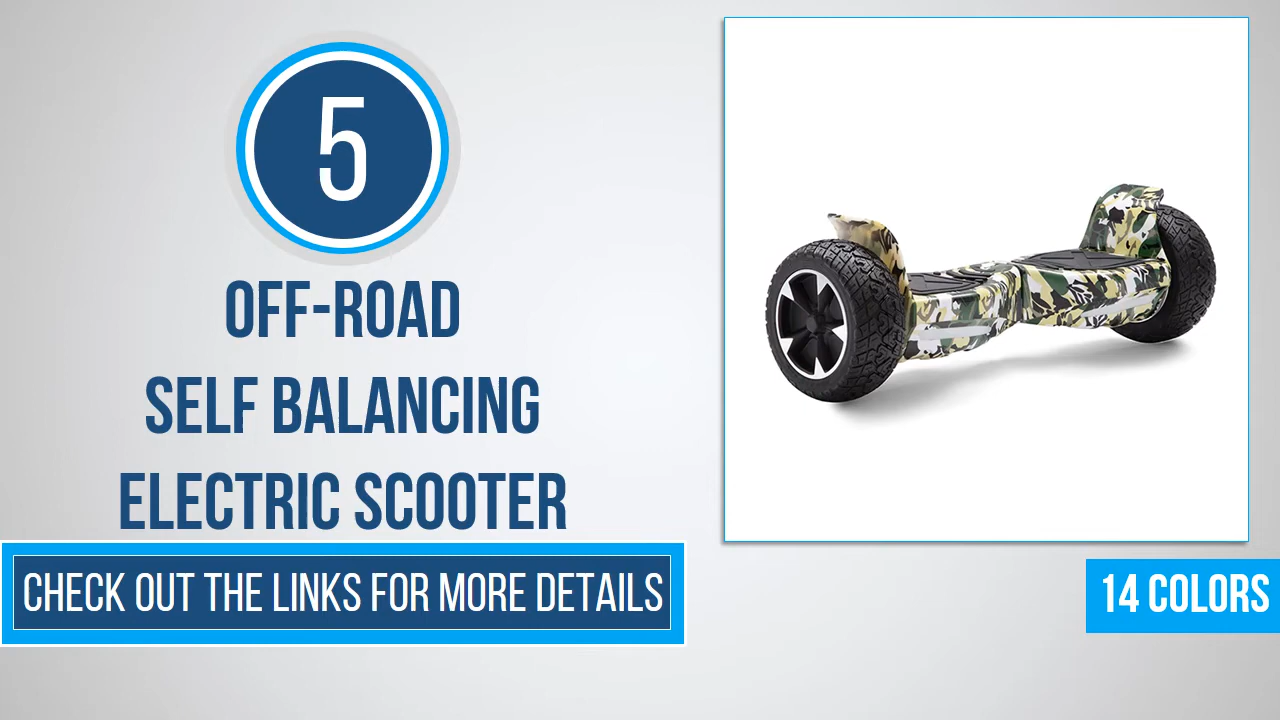 5
OFF-ROAD
SELF BALANCING
ELECTRIC SCOOTER
CHECK OUT THE LINKS FOR MORE DETAILS
14 COLORS